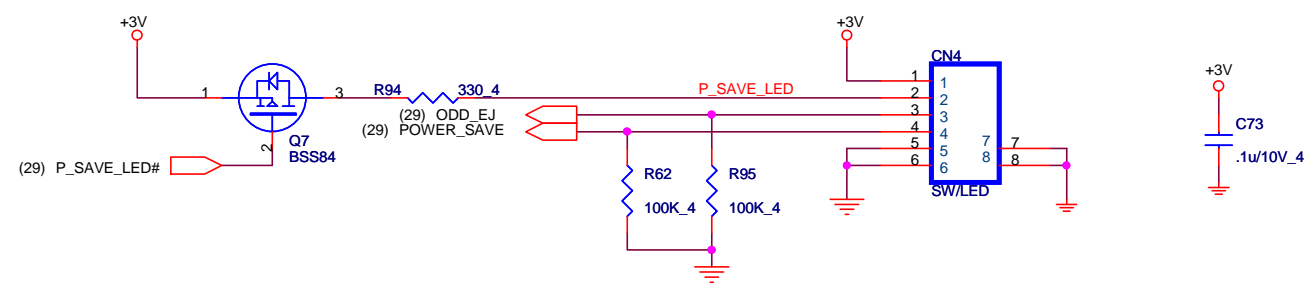 +3V
+3V
+3V
CN4
1
1
2
2
3
3
4
4
5
5
6
6
7
7
8
8
SW/LED
1
3
2
Q7
BSS84
R94
330_4
P_SAVE_LED
(29) ODD_EJ
(29) POWER_SAVE
(29) P_SAVE_LED#
R62
100K_4
R95
100K_4
C73
.1u/10V_4